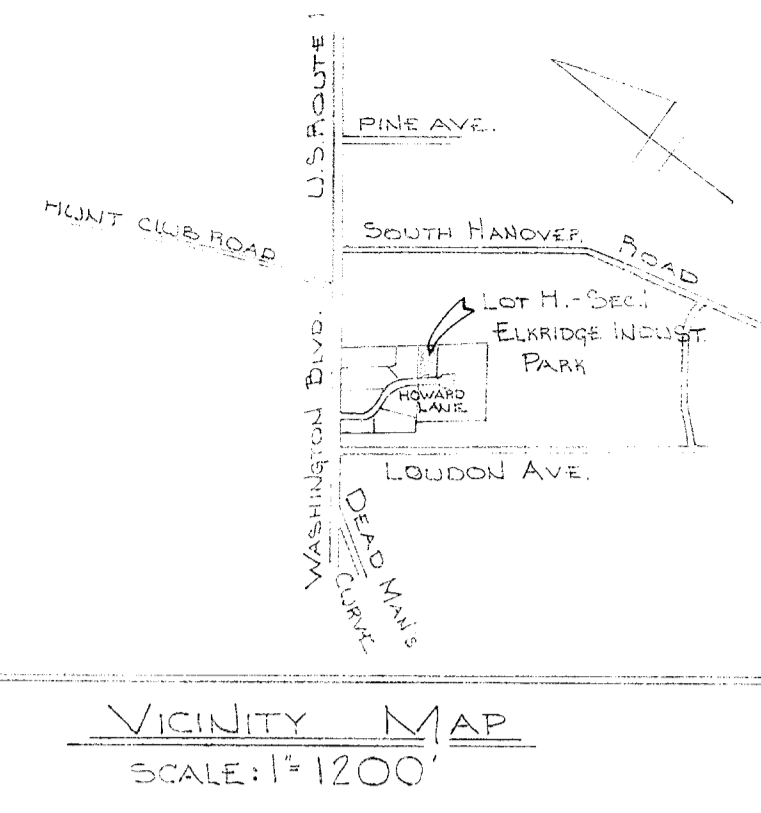 U.S. ROUTE 1
PINE AVE.
HUNT CLUB ROAD
SOUTH HANOVER ROAD
LOT H.-SEC.1
ELKRIDGE INDUST.
PARK
HOWARD
LANE
WASHINGTON BLVD.
LOUDON AVE.
DEAD MAN'S
CURVE
VICINITY MAP
SCALE: 1"=1200'